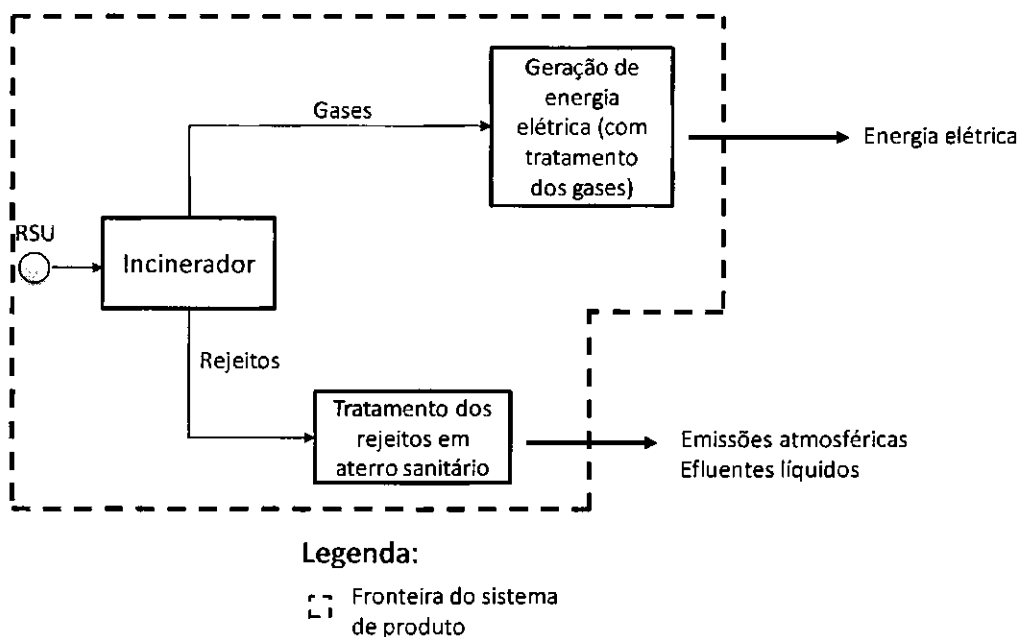 Geração de
energia
elétrica (com
tratamento
dos gases)
Gases
Energia elétrica
RSU
Incinerador
Rejeitos
Tratamento dos
rejeitos em
aterro sanitário
Emissões atmosféricas
Efluentes líquidos
Legenda:
Fronteira do sistema
de produto